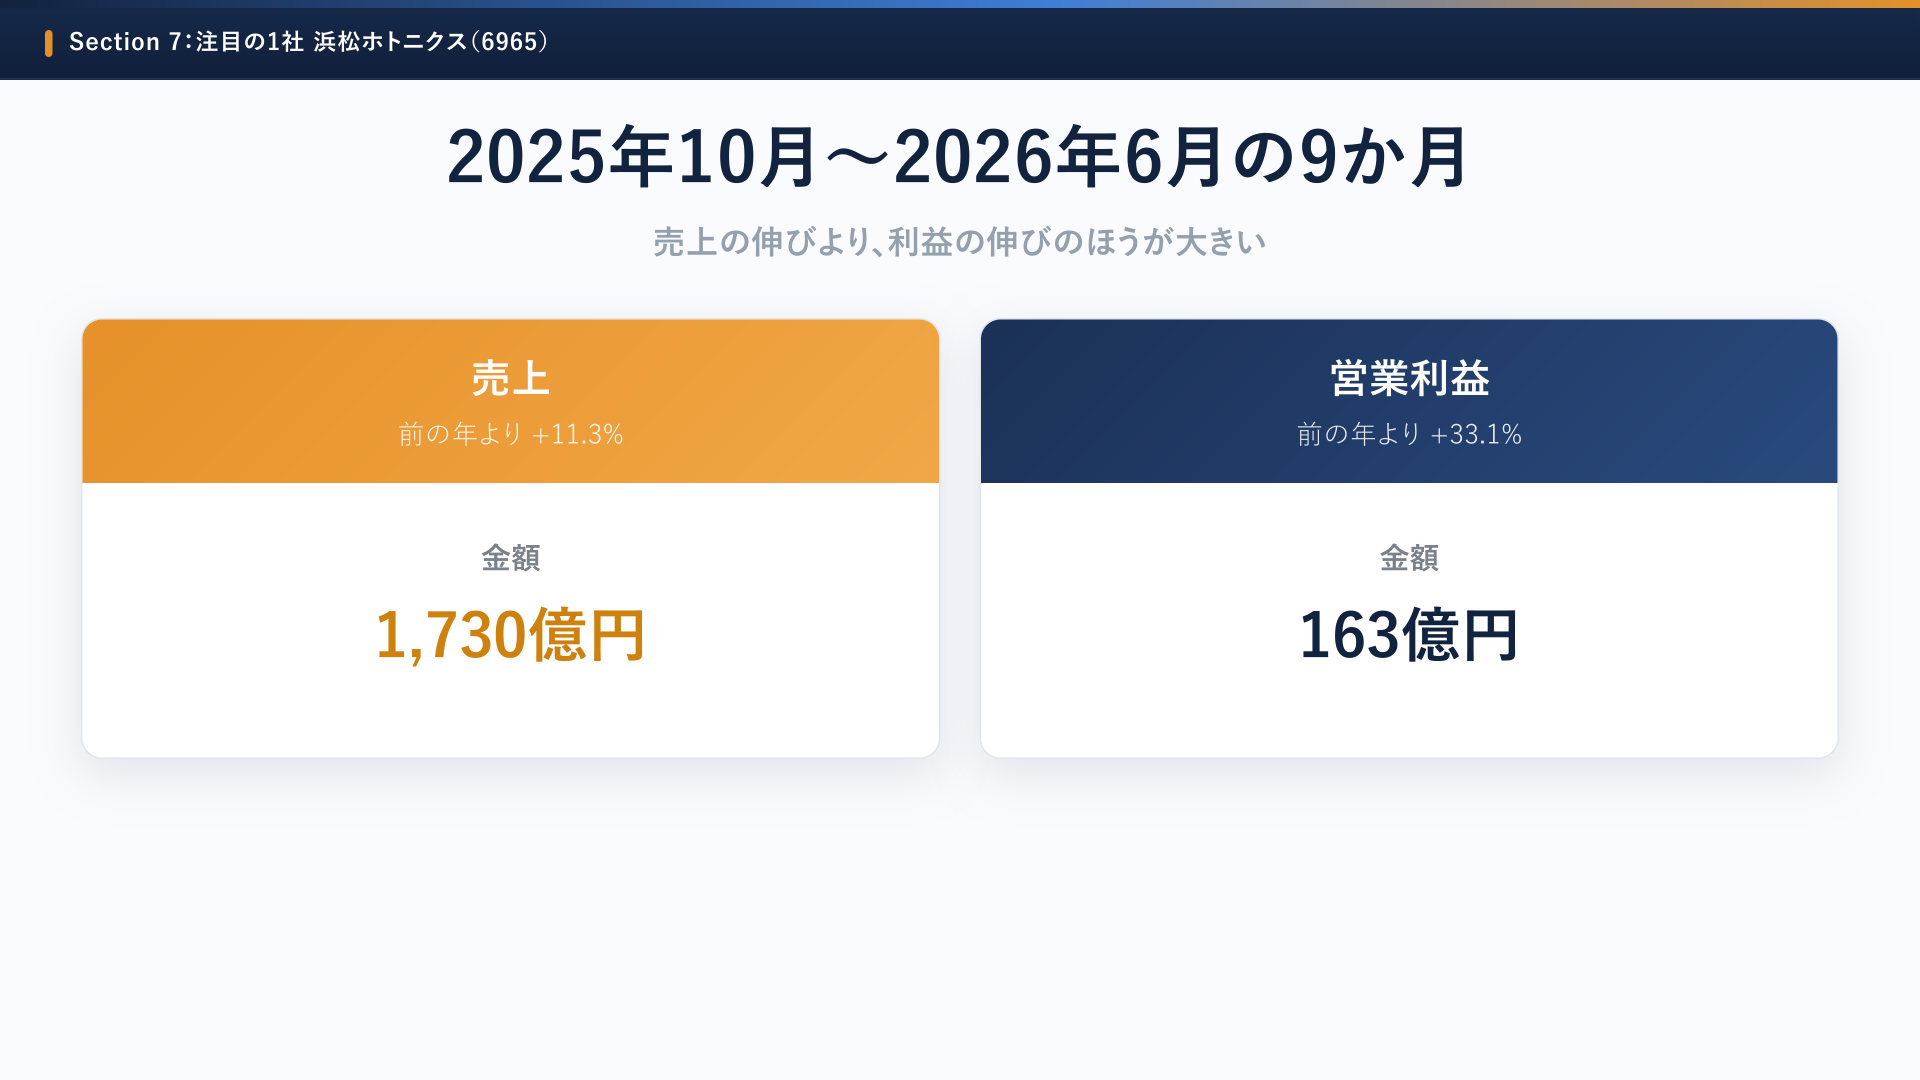 Section 7：注目の1社 浜松ホトニクス（6965）
2025年10月～2026年6月の9か月
売上の伸びより、利益の伸びのほうが大きい
売上
前の年より +11.3%
金額
1,730億円
営業利益
前の年より +33.1%
金額
163億円